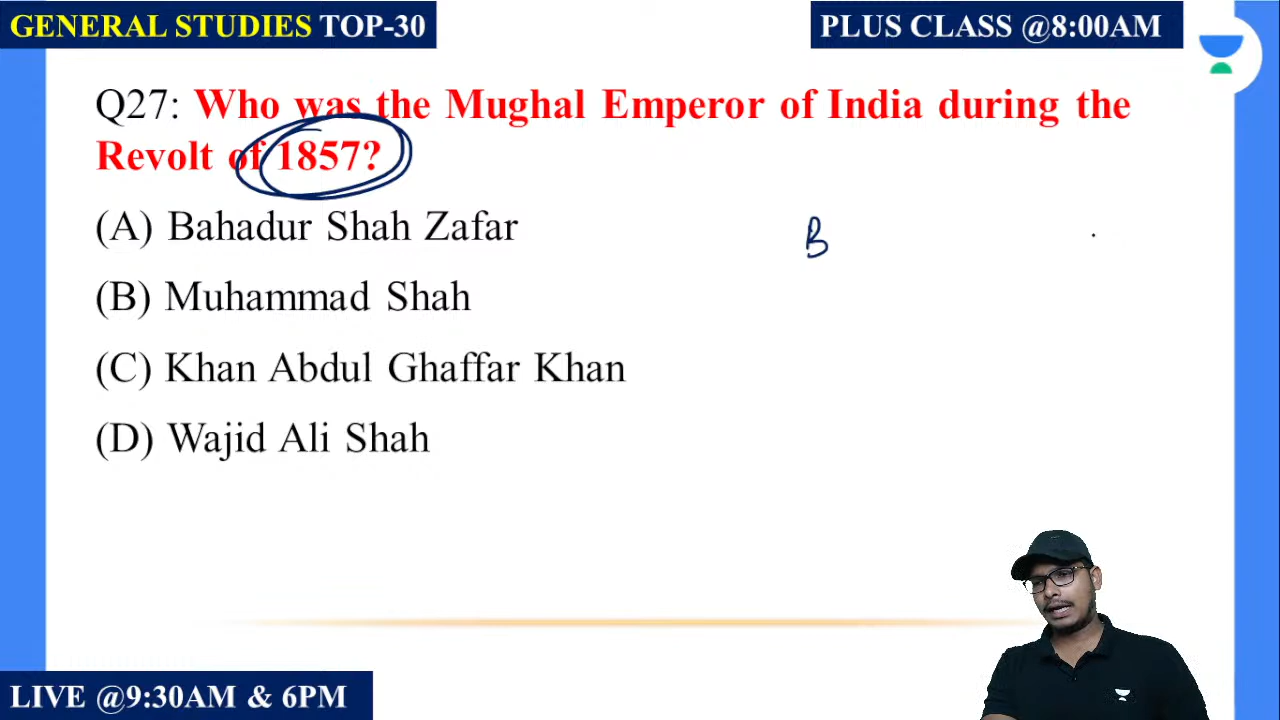 GENERAL STUDIES TOP-30
PLUS CLASS @8:00AM
Q27: Who was the Mughal Emperor of India during the
Revolt of 1857?
(A) Bahadur Shah Zafar
B
(B) Muhammad Shah
(C) Khan Abdul Ghaffar Khan
(D) Wajid Ali Shah
LIVE @9:30AM & 6PM